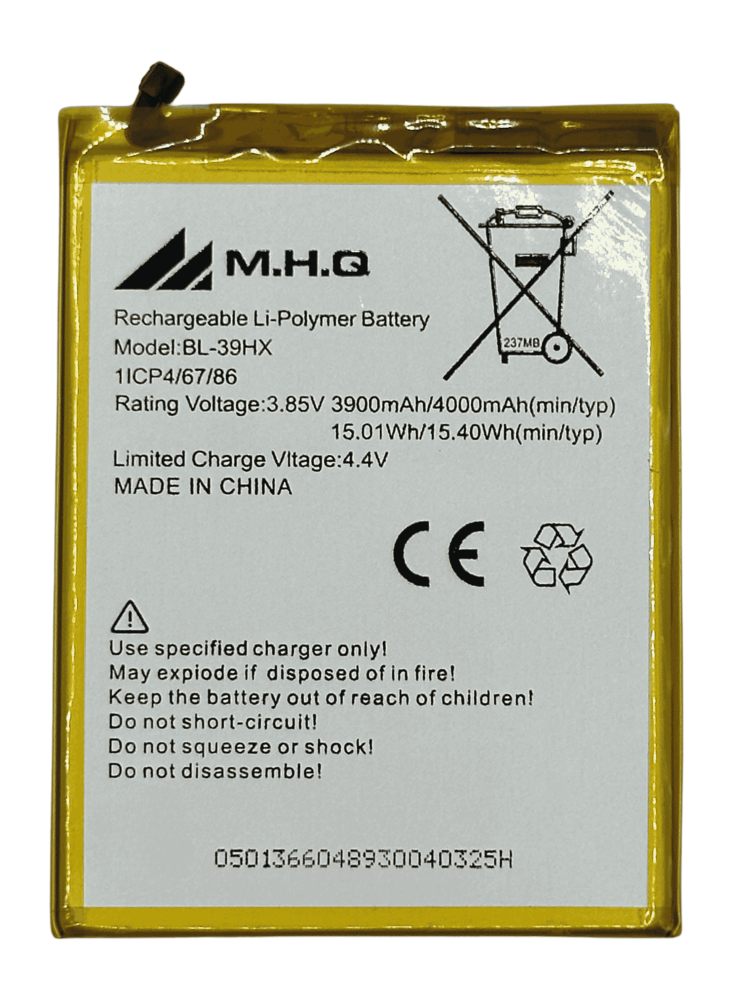 M.H.Q
Rechargeable Li-Polymer Battery
Model:BL-39HX
1ICP4/67/86
Rating Voltage:3.85V 3900mAh/4000mAh(min/typ)
15.01Wh/15.40Wh(min/typ)
Limited Charge Vltage:4.4V
MADE IN CHINA
237MB
CE
Use specified charger only!
May expiode if disposed of in fire!
Keep the battery out of reach of children!
Do not short-circuit!
Do not squeeze or shock!
Do not disassemble!
0501366048930040325H